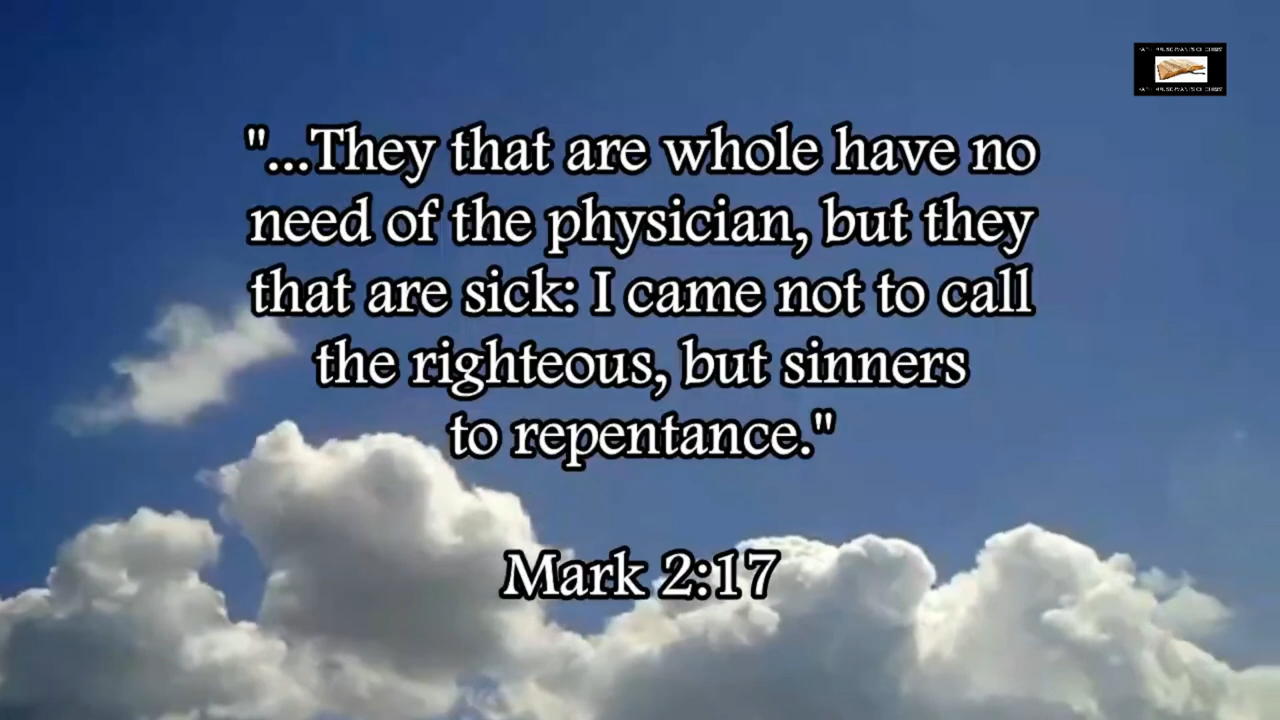 "...They that are whole have no
need of the physician, but they
that are sick: I came not to call
the righteous, but sinners
to repentance."
Mark 2:17